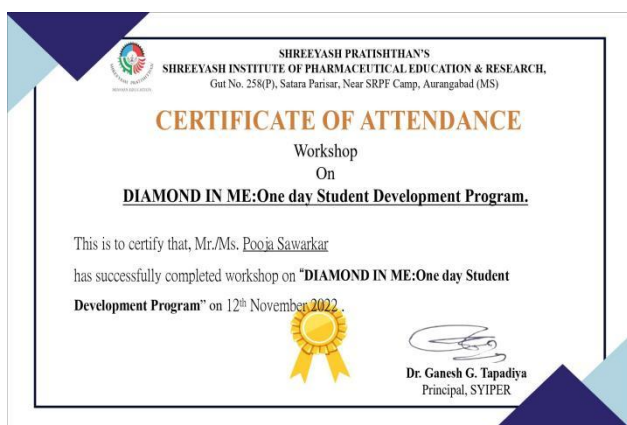 SHREEYASH PRATISHTHAN'S
SHREEYASH INSTITUTE OF PHARMACEUTICAL EDUCATION & RESEARCH,
Gut No. 258(P), Satara Parisar, Near SRPF Camp, Aurangabad (MS)
CERTIFICATE OF ATTENDANCE
Workshop
On
DIAMOND IN ME:One day Student Development Program.
This is to certify that, Mr./Ms. Pooja Sawarkar
has successfully completed workshop on "DIAMOND IN ME:One day Student
Development Program" on 12th November 2022 .
Dr. Ganesh G. Tapadiya
Principal, SYIPER